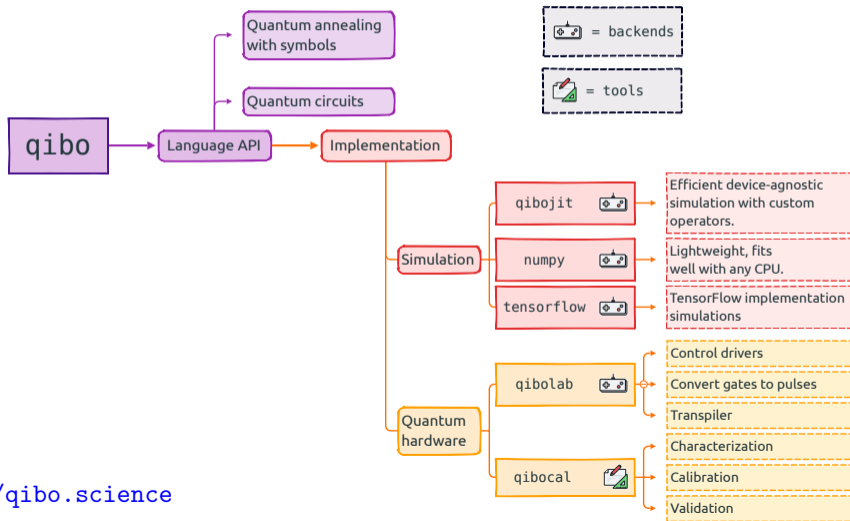 Quantum annealing
with symbols
Quantum circuits
= backends
= tools
qibo
Language API
Implementation
Simulation
qibojit
Efficient device-agnostic
simulation with custom
operators.
numpy
Lightweight, fits
well with any CPU.
tensorflow
TensorFlow implementation
simulations
Quantum
hardware
qibolab
Control drivers
Convert gates to pulses
Transpiler
qibocal
Characterization
Calibration
Validation
/qibo.science